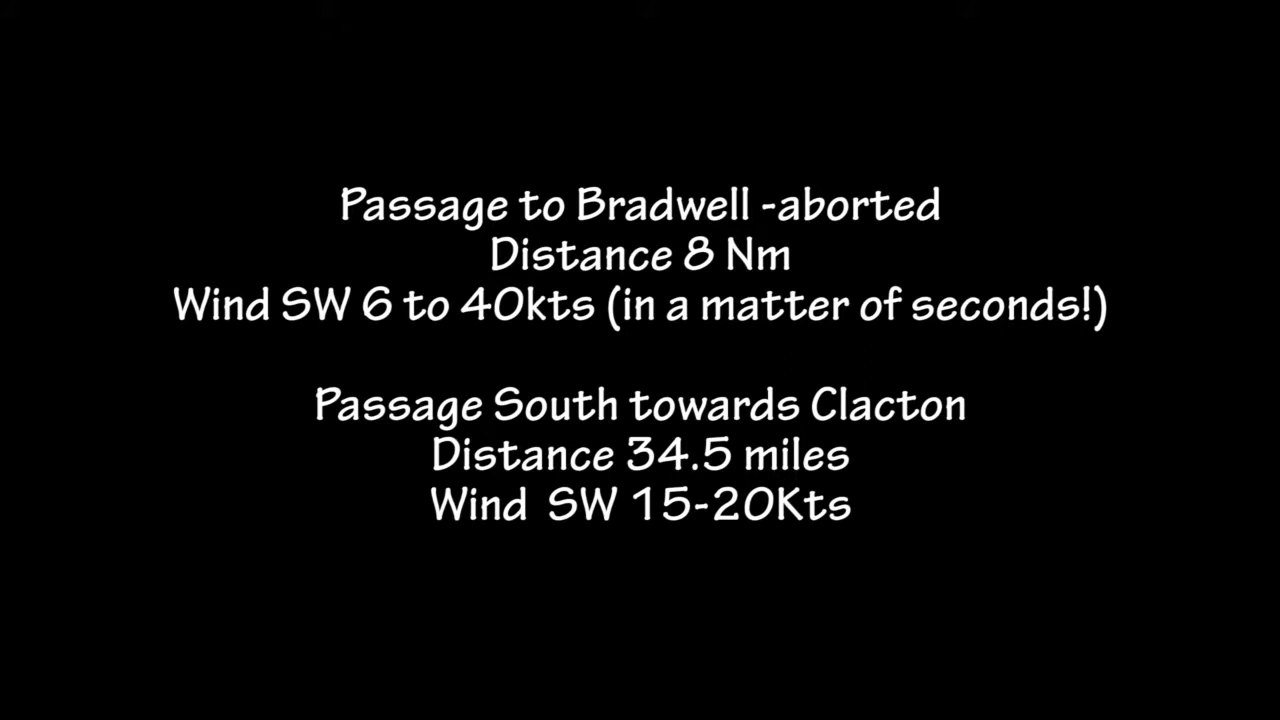 Passage to Bradwell -aborted
Distance 8 Nm
Wind SW 6 to 40kts (in a matter of seconds!)
Passage South towards Clacton
Distance 34.5 miles
Wind  SW 15-20Kts